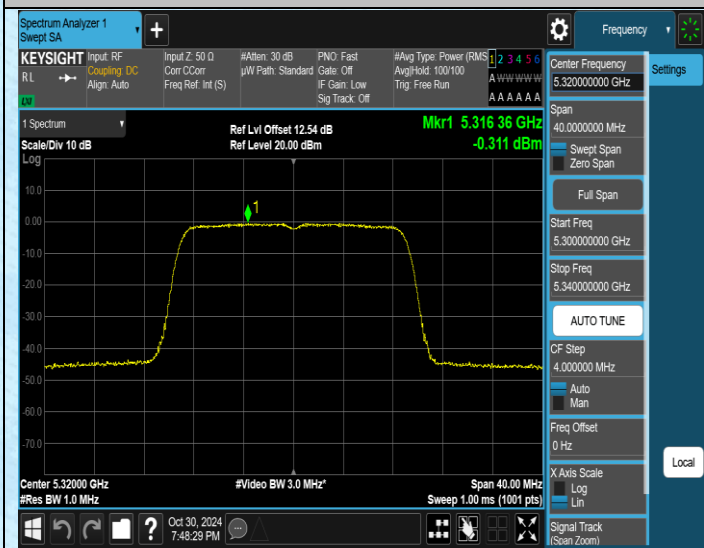 Spectrum Analyzer 1
Swept SA
Frequency
KEYSIGHT
RL
LXI
Input: RF
Coupling: DC
Align: Auto
Input Z: 50 Ω
Corr CCorr
Freq Ref: Int (S)
#Atten: 30 dB
µW Path: Standard
PNO: Fast
Gate: Off
IF Gain: Low
Sig Track: Off
#Avg Type: Power (RMS
Avg|Hold: 100/100
Trig: Free Run
1 2 3 4 5 6
A W W W W W
A A A A A A
1 Spectrum
Scale/Div 10 dB
Ref Lvl Offset 12.54 dB
Ref Level 20.00 dBm
Mkr1 5.316 36 GHz
-0.311 dBm
Log
10.0
0.00
-10.0
-20.0
-30.0
-40.0
-50.0
-60.0
-70.0
1
Center 5.32000 GHz
#Res BW 1.0 MHz
#Video BW 3.0 MHz*
Span 40.00 MHz
Sweep 1.00 ms (1001 pts)
Oct 30, 2024
7:48:29 PM
?
Center Frequency
5.320000000 GHz
Settings
Span
40.0000000 MHz
Swept Span
Zero Span
Full Span
Start Freq
5.300000000 GHz
Stop Freq
5.340000000 GHz
AUTO TUNE
CF Step
4.000000 MHz
Auto
Man
Freq Offset
0 Hz
X Axis Scale
Log
Lin
Local
Signal Track
(Span Zoom)